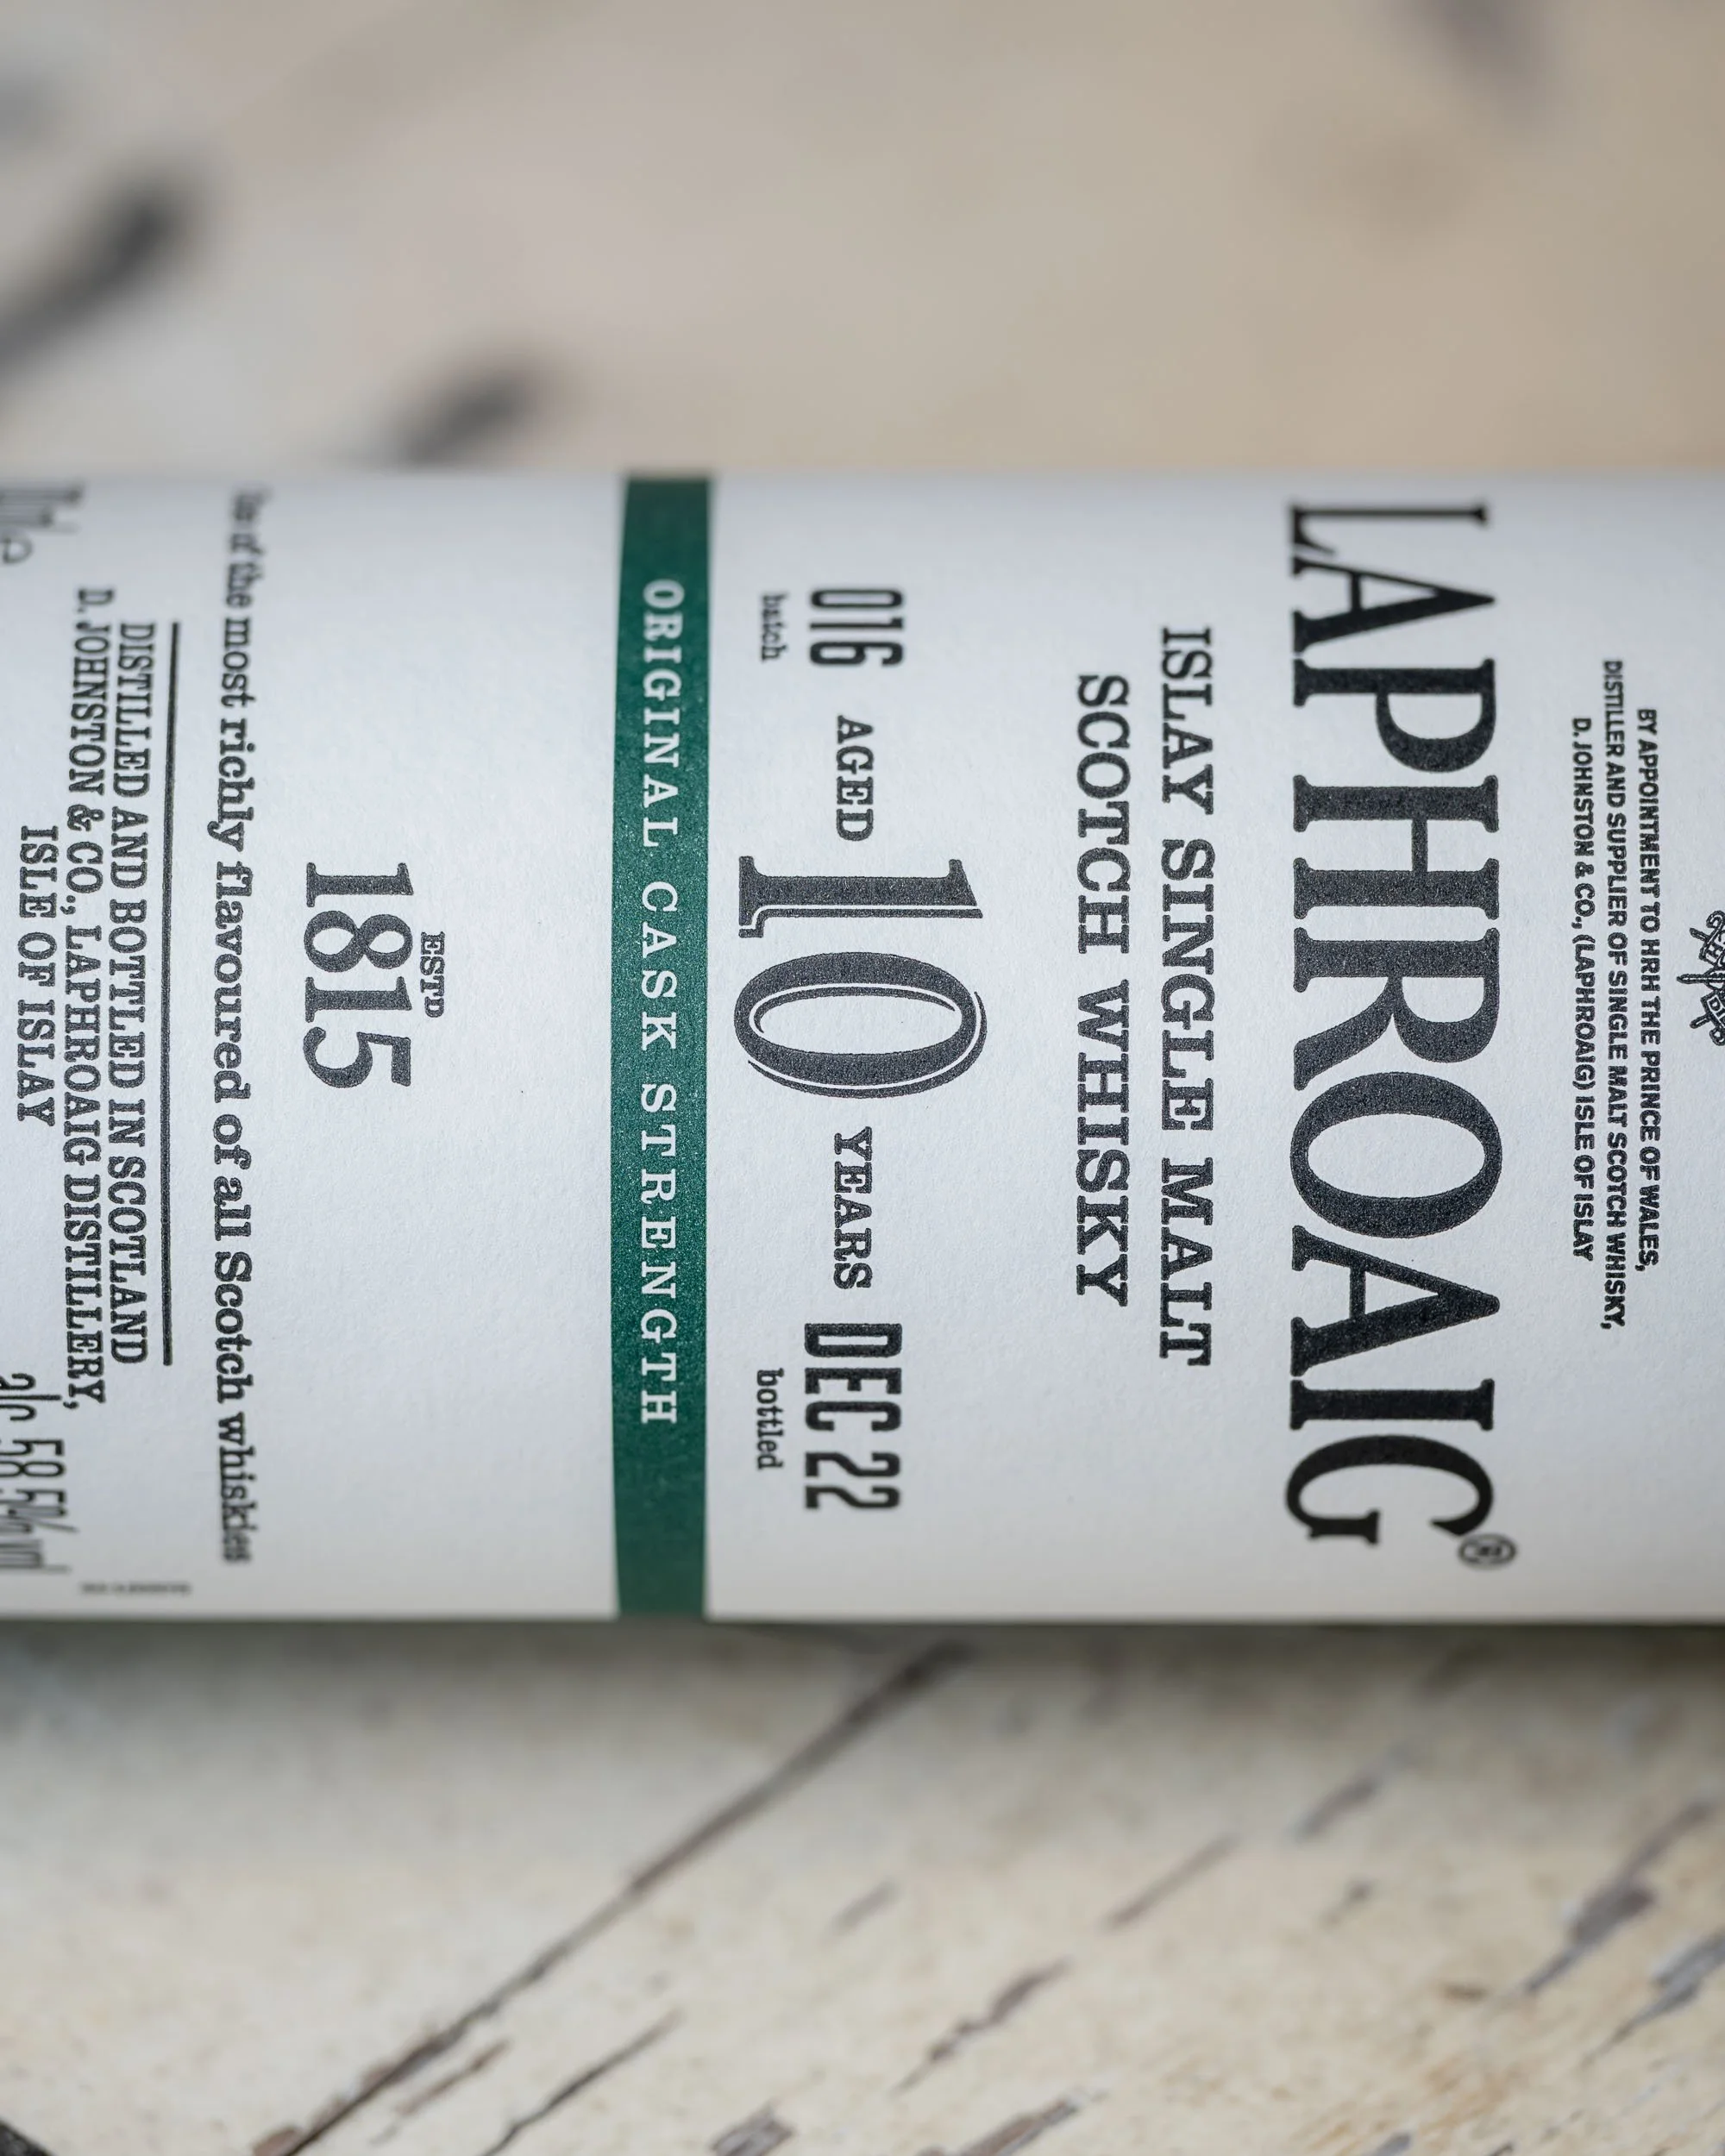 BY APPOINTMENT TO HRH THE PRINCE OF WALES,
DISTILLER AND SUPPLIER OF SINGLE MALT SCOTCH WHISKY,
D. JOHNSTON & CO., (LAPHROAIG) ISLE OF ISLAY
LAPHROAIG®
ISLAY SINGLE MALT
SCOTCH WHISKY
016 batch
AGED 10 YEARS
DEC 22 bottled
ORIGINAL CASK STRENGTH
ESTD
1815
of the most richly flavoured of all Scotch whiskies
DISTILLED AND BOTTLED IN SCOTLAND
D. JOHNSTON & CO., LAPHROAIG DISTILLERY,
ISLE OF ISLAY
58.5% vol